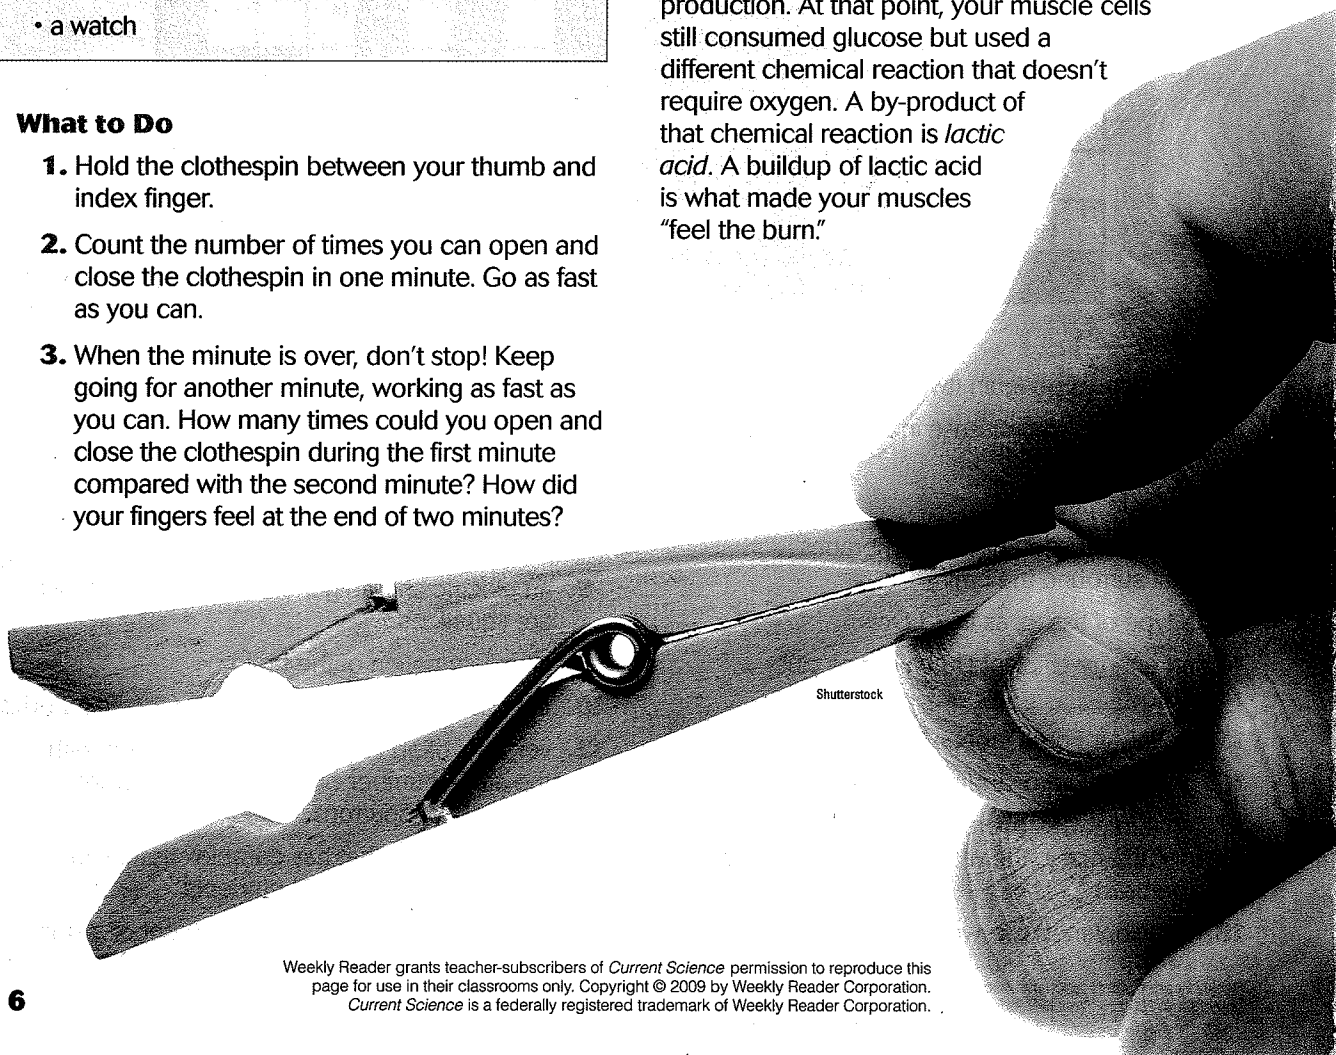 • a watch
What to Do
1. Hold the clothespin between your thumb and
index finger.
2. Count the number of times you can open and
close the clothespin in one minute. Go as fast
as you can.
3. When the minute is over, don't stop! Keep
going for another minute, working as fast as
you can. How many times could you open and
close the clothespin during the first minute
compared with the second minute? How did
your fingers feel at the end of two minutes?
production. At that point, your muscle cells
still consumed glucose but used a
different chemical reaction that doesn't
require oxygen. A by-product of
that chemical reaction is lactic
acid. A buildup of lactic acid
is what made your muscles
“feel the burn.”
Shutterstock
Weekly Reader grants teacher-subscribers of Current Science permission to reproduce this
page for use in their classrooms only. Copyright © 2009 by Weekly Reader Corporation.
Current Science is a federally registered trademark of Weekly Reader Corporation.
6